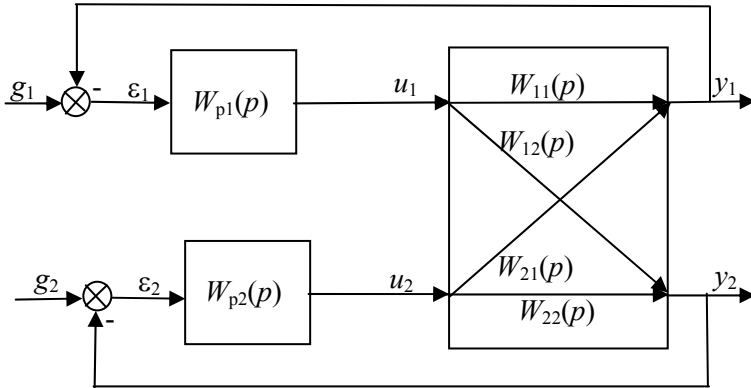 g₁ - ε₁ Wₚ₁(p) u₁ W₁₁(p) y₁
W₁₂(p)
g₂ - ε₂ Wₚ₂(p) u₂ W₂₁(p) y₂
W₂₂(p)